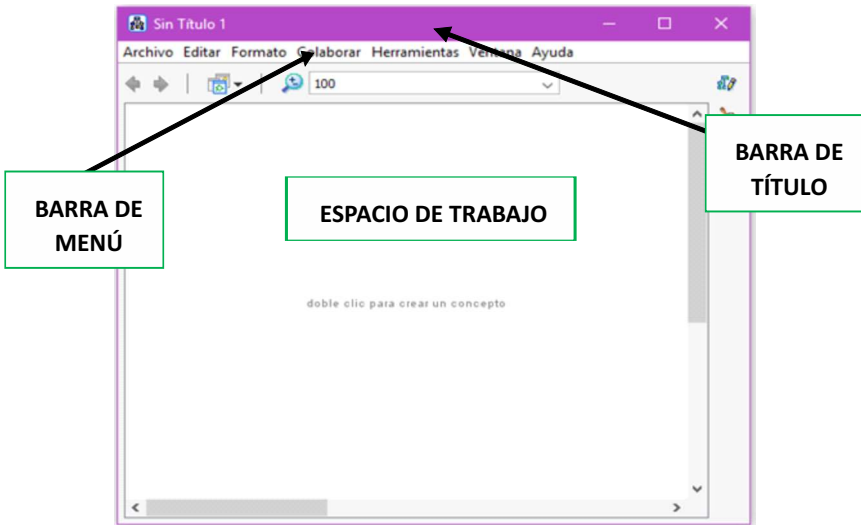 Sin Título 1
Archivo Editar Formato Colaborar Herramientas Ventana Ayuda
100
BARRA DE
TÍTULO
BARRA DE
MENÚ
ESPACIO DE TRABAJO
doble clic para crear un concepto